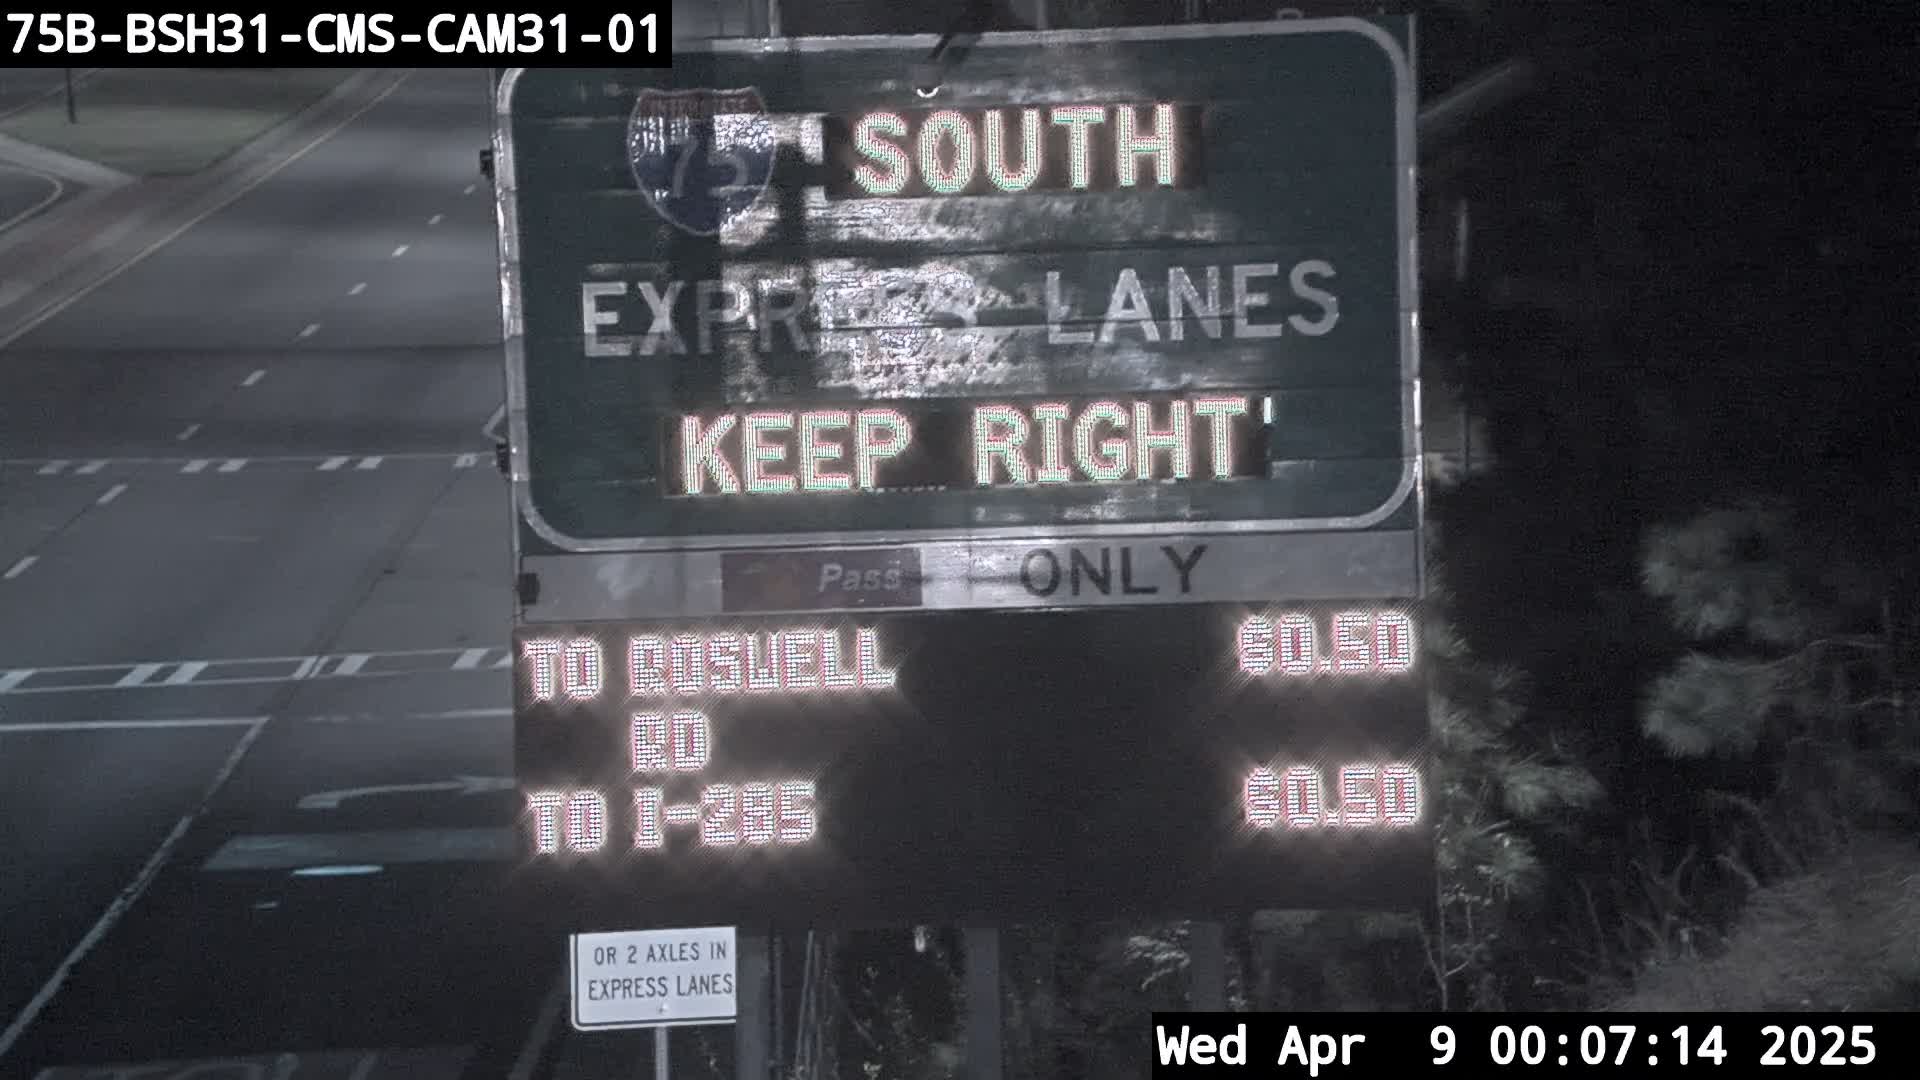 75B-BSH31-CMS-CAM31-01
INTERSTATE
75
SOUTH
EXPRESS LANES
KEEP RIGHT
Pass ONLY
TO ROSWELL $0.50
RD
TO I-285 $0.50
OR 2 AXLES IN
EXPRESS LANES
Wed Apr 9 00:07:14 2025